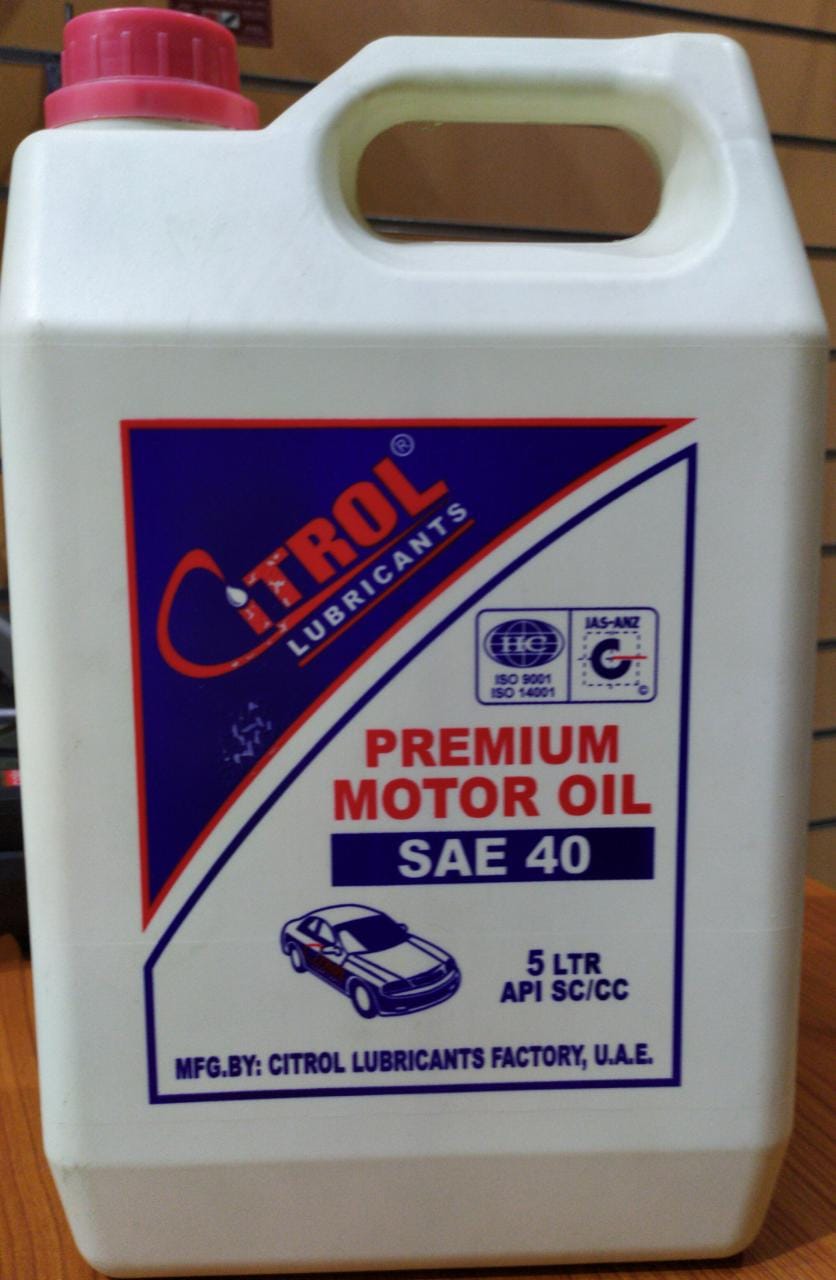 CITROL®
LUBRICANTS
HC
ISO 9001
ISO 14001
JAS-ANZ
©
PREMIUM
MOTOR OIL
SAE 40
5 LTR
API SC/CC
MFG.BY: CITROL LUBRICANTS FACTORY, U.A.E.